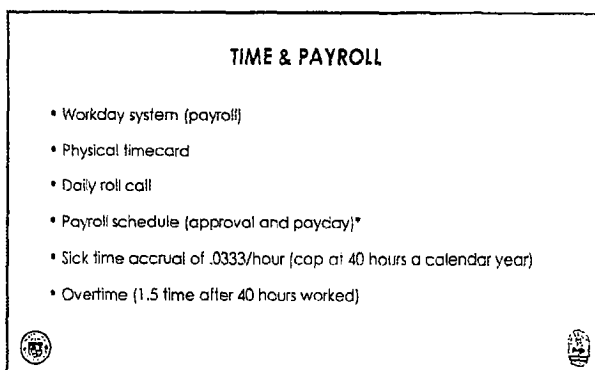 TIME & PAYROLL
• Workday system (payroll)
• Physical timecard
• Daily roll call
• Payroll schedule (approval and payday)*
• Sick time accrual of .0333/hour (cap at 40 hours a calendar year)
• Overtime (1.5 time after 40 hours worked)